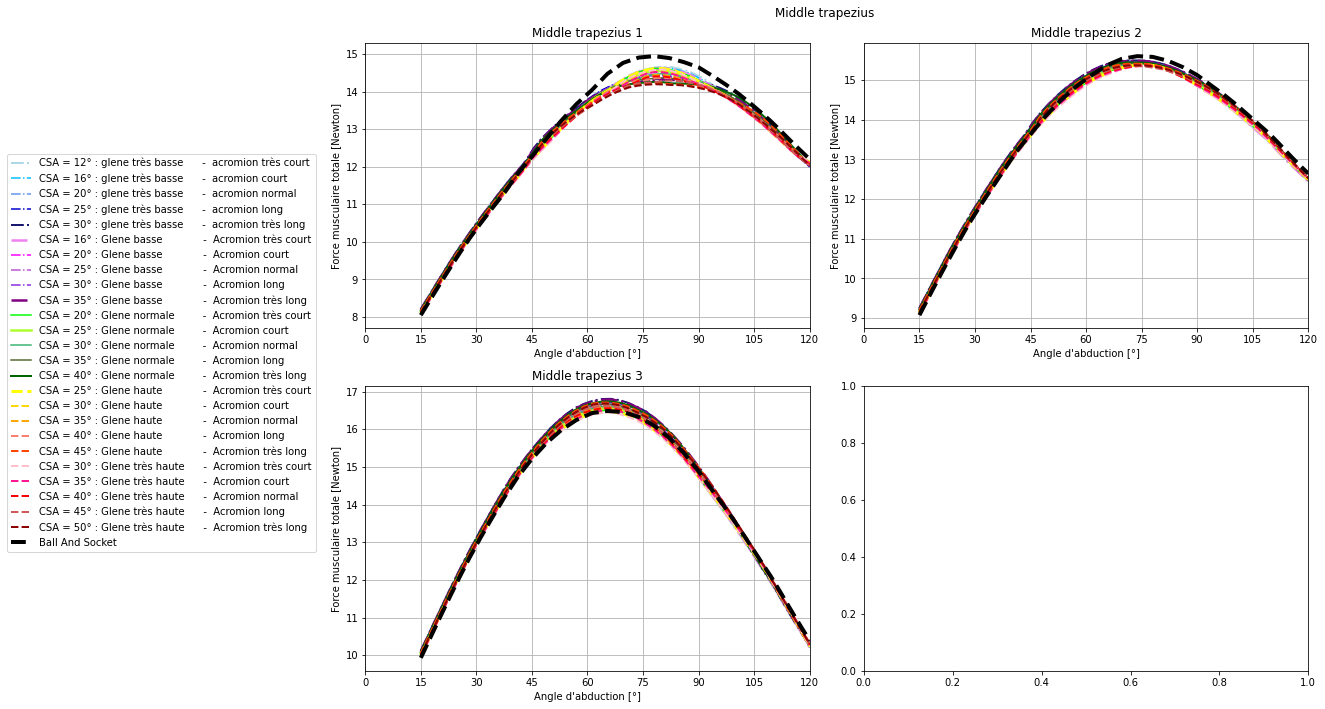 Middle trapezius
Middle trapezius 1
Force musculaire totale [Newton]
15
14
13
12
11
10
9
8
0 15 30 45 60 75 90 105 120
Angle d'abduction [°]
Middle trapezius 2
Force musculaire totale [Newton]
15
14
13
12
11
10
9
0 15 30 45 60 75 90 105 120
Angle d'abduction [°]
CSA = 12° : glene très basse - acromion très court
CSA = 16° : glene très basse - acromion court
CSA = 20° : glene très basse - acromion normal
CSA = 25° : glene très basse - acromion long
CSA = 30° : glene très basse - acromion très long
CSA = 16° : Glene basse - Acromion très court
CSA = 20° : Glene basse - Acromion court
CSA = 25° : Glene basse - Acromion normal
CSA = 30° : Glene basse - Acromion long
CSA = 35° : Glene basse - Acromion très long
CSA = 20° : Glene normale - Acromion très court
CSA = 25° : Glene normale - Acromion court
CSA = 30° : Glene normale - Acromion normal
CSA = 35° : Glene normale - Acromion long
CSA = 40° : Glene normale - Acromion très long
CSA = 25° : Glene haute - Acromion très court
CSA = 30° : Glene haute - Acromion court
CSA = 35° : Glene haute - Acromion normal
CSA = 40° : Glene haute - Acromion long
CSA = 45° : Glene haute - Acromion très long
CSA = 30° : Glene très haute - Acromion très court
CSA = 35° : Glene très haute - Acromion court
CSA = 40° : Glene très haute - Acromion normal
CSA = 45° : Glene très haute - Acromion long
CSA = 50° : Glene très haute - Acromion très long
Ball And Socket
Middle trapezius 3
Force musculaire totale [Newton]
17
16
15
14
13
12
11
10
0 15 30 45 60 75 90 105 120
Angle d'abduction [°]
1.0
0.8
0.6
0.4
0.2
0.0
0.0 0.2 0.4 0.6 0.8 1.0